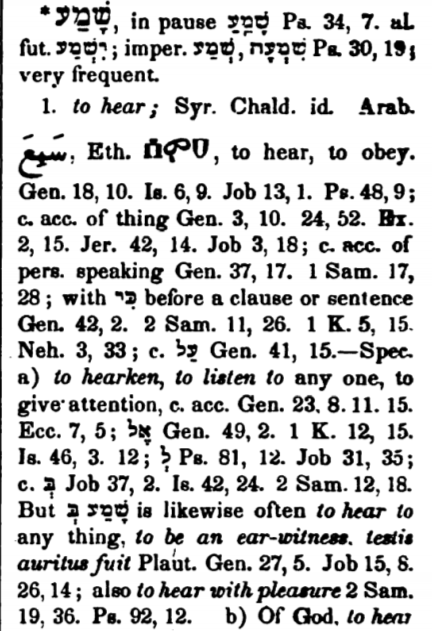 *שָׁמַע, in pause שָׁמָע Ps. 34, 7. al.
fut. יִשְׁמַע; imper. שְׁמַע, שִׁמְעָה Ps. 30, 19;
very frequent.
1. to hear; Syr. Chald. id. Arab.
سَمِعَ, Eth. ሰምዐ, to hear, to obey.
Gen. 18, 10. Is. 6, 9. Job 13, 1. Ps. 48, 9;
c. acc. of thing Gen. 3, 10. 24, 52. Ex.
2, 15. Jer. 42, 14. Job 3, 18; c. acc. of
pers. speaking Gen. 37, 17. 1 Sam. 17,
28; with כִּי before a clause or sentence
Gen. 42, 2. 2 Sam. 11, 26. 1 K. 5, 15.
Neh. 3, 33; c. עַל Gen. 41, 15.—Spec.
a) to hearken, to listen to any one, to
give attention, c. acc. Gen. 23, 8. 11. 15.
Ecc. 7, 5; אֶל Gen. 49, 2. 1 K. 12, 15.
Is. 46, 3. 12; לְ Ps. 81, 12. Job 31, 35;
c. בְּ Job 37, 2. Is. 42, 24. 2 Sam. 12, 18.
But שָׁמַע בְּ is likewise often to hear to
any thing, to be an ear-witness, testis
auritus fuit Plaut. Gen. 27, 5. Job 15, 8.
26, 14; also to hear with pleasure 2 Sam.
19, 36. Ps. 92, 12. b) Of God, to hear